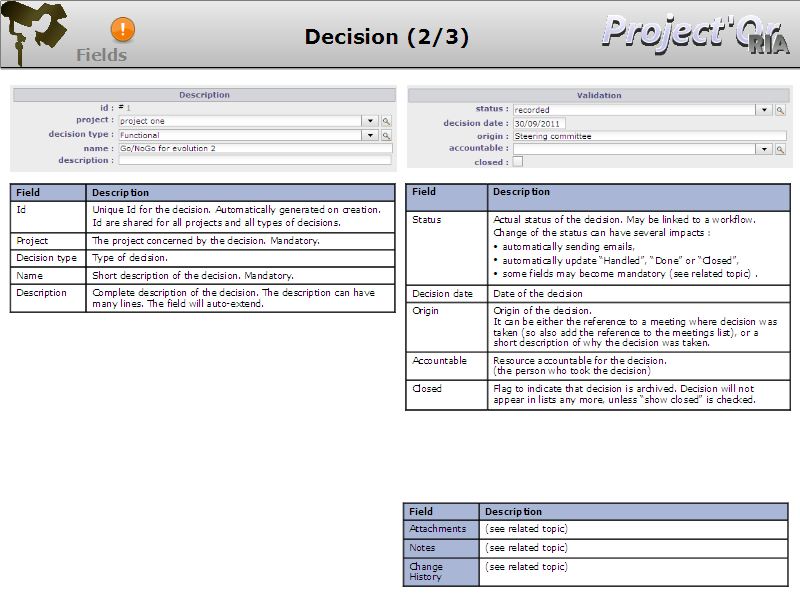 Fields
Decision (2/3)
Project'Or
RIA
Description
id : # 1
project : project one
decision type : Functional
name : Go/NoGo for evolution 2
description :
Validation
status : recorded
decision date : 30/09/2011
origin : Steering committee
accountable :
closed :
Field Description
Id Unique Id for the decision. Automatically generated on creation.
Id are shared for all projects and all types of decisions.
Project The project concerned by the decision. Mandatory.
Decision type Type of decision.
Name Short description of the decision. Mandatory.
Description Complete description of the decision. The description can have
many lines. The field will auto-extend.
Field Description
Status Actual status of the decision. May be linked to a workflow.
Change of the status can have several impacts :
• automatically sending emails,
• automatically update “Handled”, “Done” or “Closed”,
• some fields may become mandatory (see related topic) .
Decision date Date of the decision
Origin Origin of the decision.
It can be either the reference to a meeting where decision was
taken (so also add the reference to the meetings list), or a
short description of why the decision was taken.
Accountable Resource accountable for the decision.
(the person who took the decision)
Closed Flag to indicate that decision is archived. Decision will not
appear in lists any more, unless “show closed” is checked.
Field Description
Attachments (see related topic)
Notes (see related topic)
Change (see related topic)
History